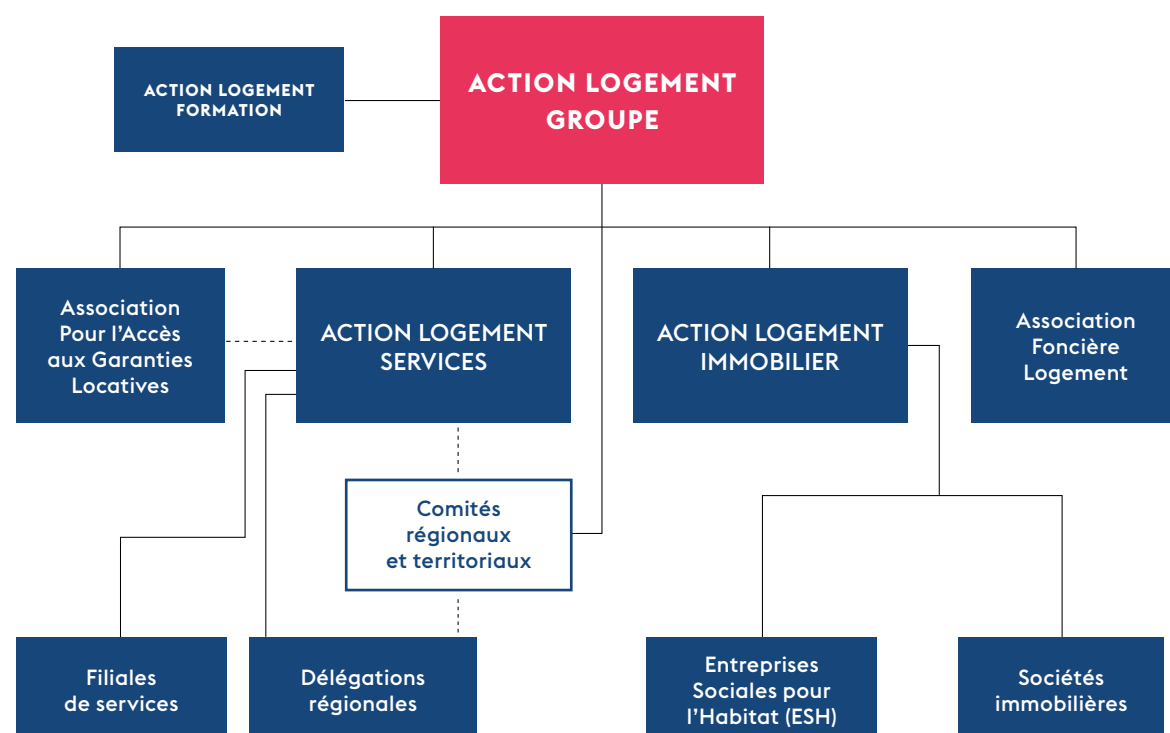 ACTION LOGEMENT
FORMATION
ACTION LOGEMENT
GROUPE
Association
Pour l'Accès
aux Garanties
Locatives
ACTION LOGEMENT
SERVICES
ACTION LOGEMENT
IMMOBILIER
Association
Foncière
Logement
Comités
régionaux
et territoriaux
Filiales
de services
Délégations
régionales
Entreprises
Sociales pour
l'Habitat (ESH)
Sociétés
immobilières